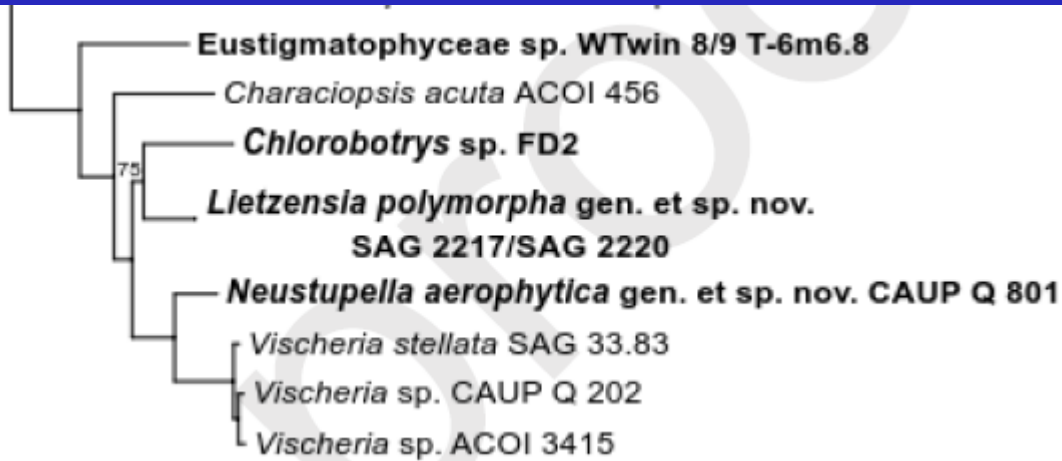 Eustigmatophyceae sp. WTwin 8/9 T-6m6.8
Characiopsis acuta ACOI 456
Chlorobotrys sp. FD2
75
Lietzensia polymorpha gen. et sp. nov.
SAG 2217/SAG 2220
Neustupella aerophytica gen. et sp. nov. CAUP Q 801
Vischeria stellata SAG 33.83
Vischeria sp. CAUP Q 202
Vischeria sp. ACOI 3415